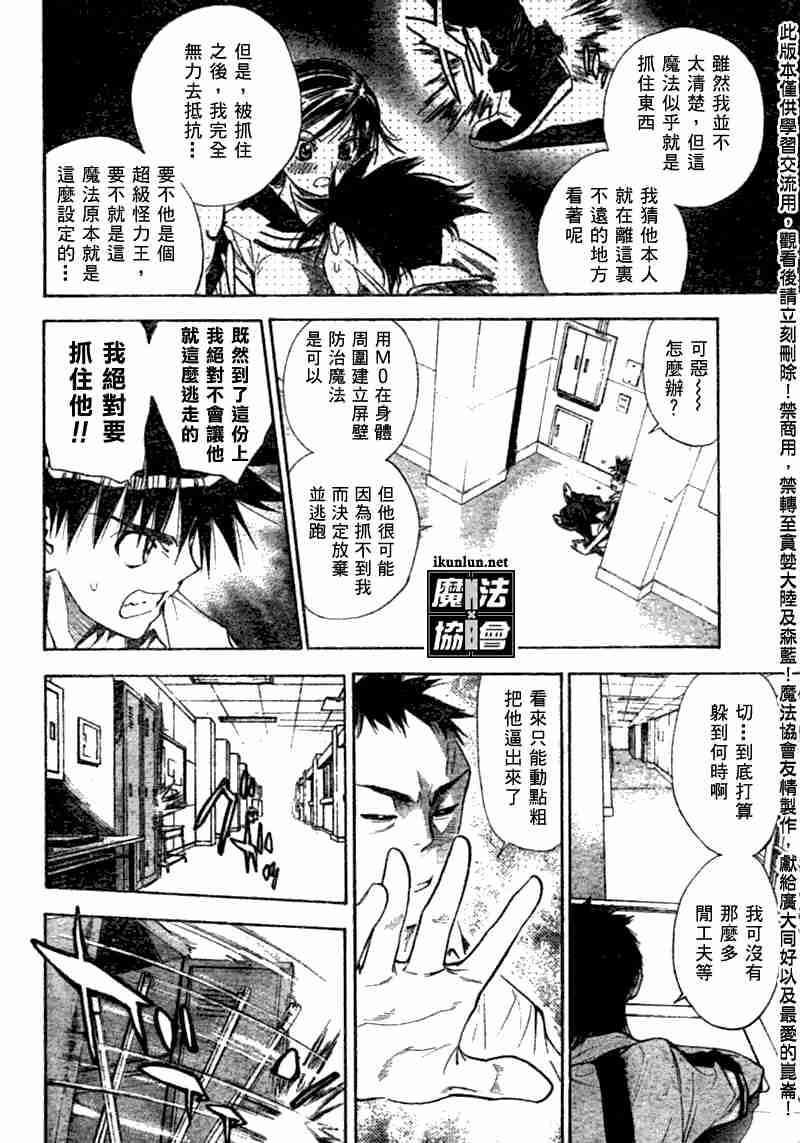 雖然我並不
太清楚，但這
魔法似乎就是
抓住東西
我猜他本人
就在離這裏
不遠的地方
看著呢
但是，被抓住
之後，我完全
無力去抵抗…
要不他是個
超級怪力王，
要不就是這
魔法原本就是
這麼設定的…
可惡~~
怎麼辦?
用M0在身體
周圍建立屏壁
防治魔法
是可以
但他很可能
因為抓不到我
而決定放棄
並逃跑
既然到了這份上
我絕對不會讓他
就這麼逃走的
我絕對要
抓住他!!
ikunlun.net
魔法
協會
切…到底打算
躲到何時啊
我可沒有
那麼多
閒工夫等
看來只能動點粗
把他逼出來了
此版本僅供學習交流用，觀看後請立刻刪除！禁商用，禁轉至貪婪大陸及森藍！魔法協會友情製作，獻給廣大同好以及最愛的崑崙！